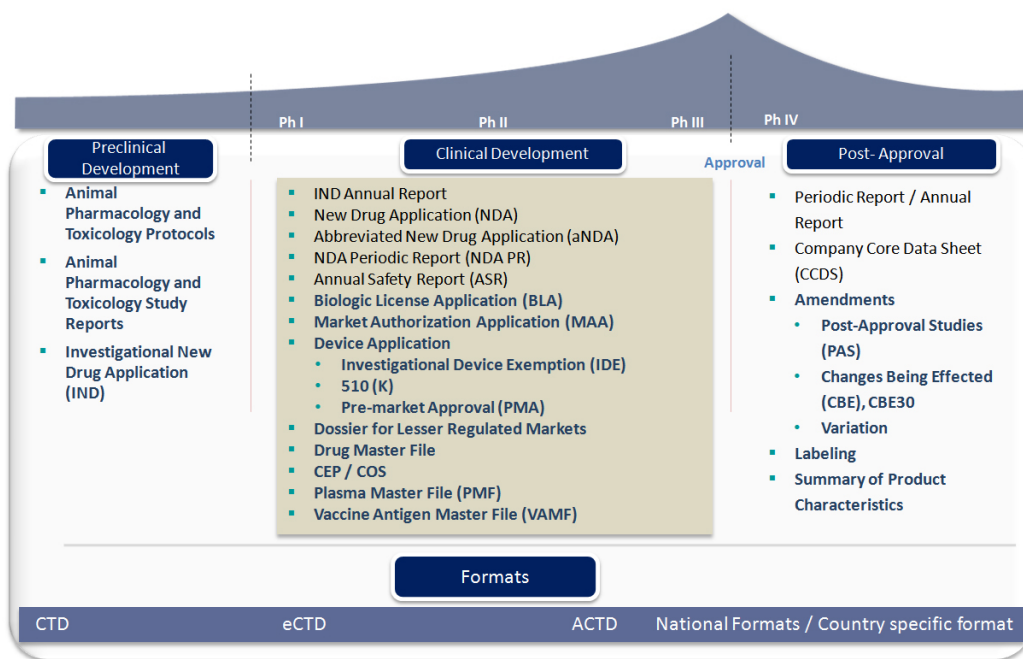 Ph I
Ph II
Ph III
Ph IV
Preclinical
Development
Clinical Development
Approval
Post- Approval
Animal
Pharmacology and
Toxicology Protocols
Animal
Pharmacology and
Toxicology Study
Reports
Investigational New
Drug Application
(IND)
IND Annual Report
New Drug Application (NDA)
Abbreviated New Drug Application (aNDA)
NDA Periodic Report (NDA PR)
Annual Safety Report (ASR)
Biologic License Application (BLA)
Market Authorization Application (MAA)
Device Application
Investigational Device Exemption (IDE)
510 (K)
Pre-market Approval (PMA)
Dossier for Lesser Regulated Markets
Drug Master File
CEP / COS
Plasma Master File (PMF)
Vaccine Antigen Master File (VAMF)
Periodic Report / Annual
Report
Company Core Data Sheet
(CCDS)
Amendments
Post-Approval Studies
(PAS)
Changes Being Effected
(CBE), CBE30
Variation
Labeling
Summary of Product
Characteristics
Formats
CTD
eCTD
ACTD
National Formats / Country specific format